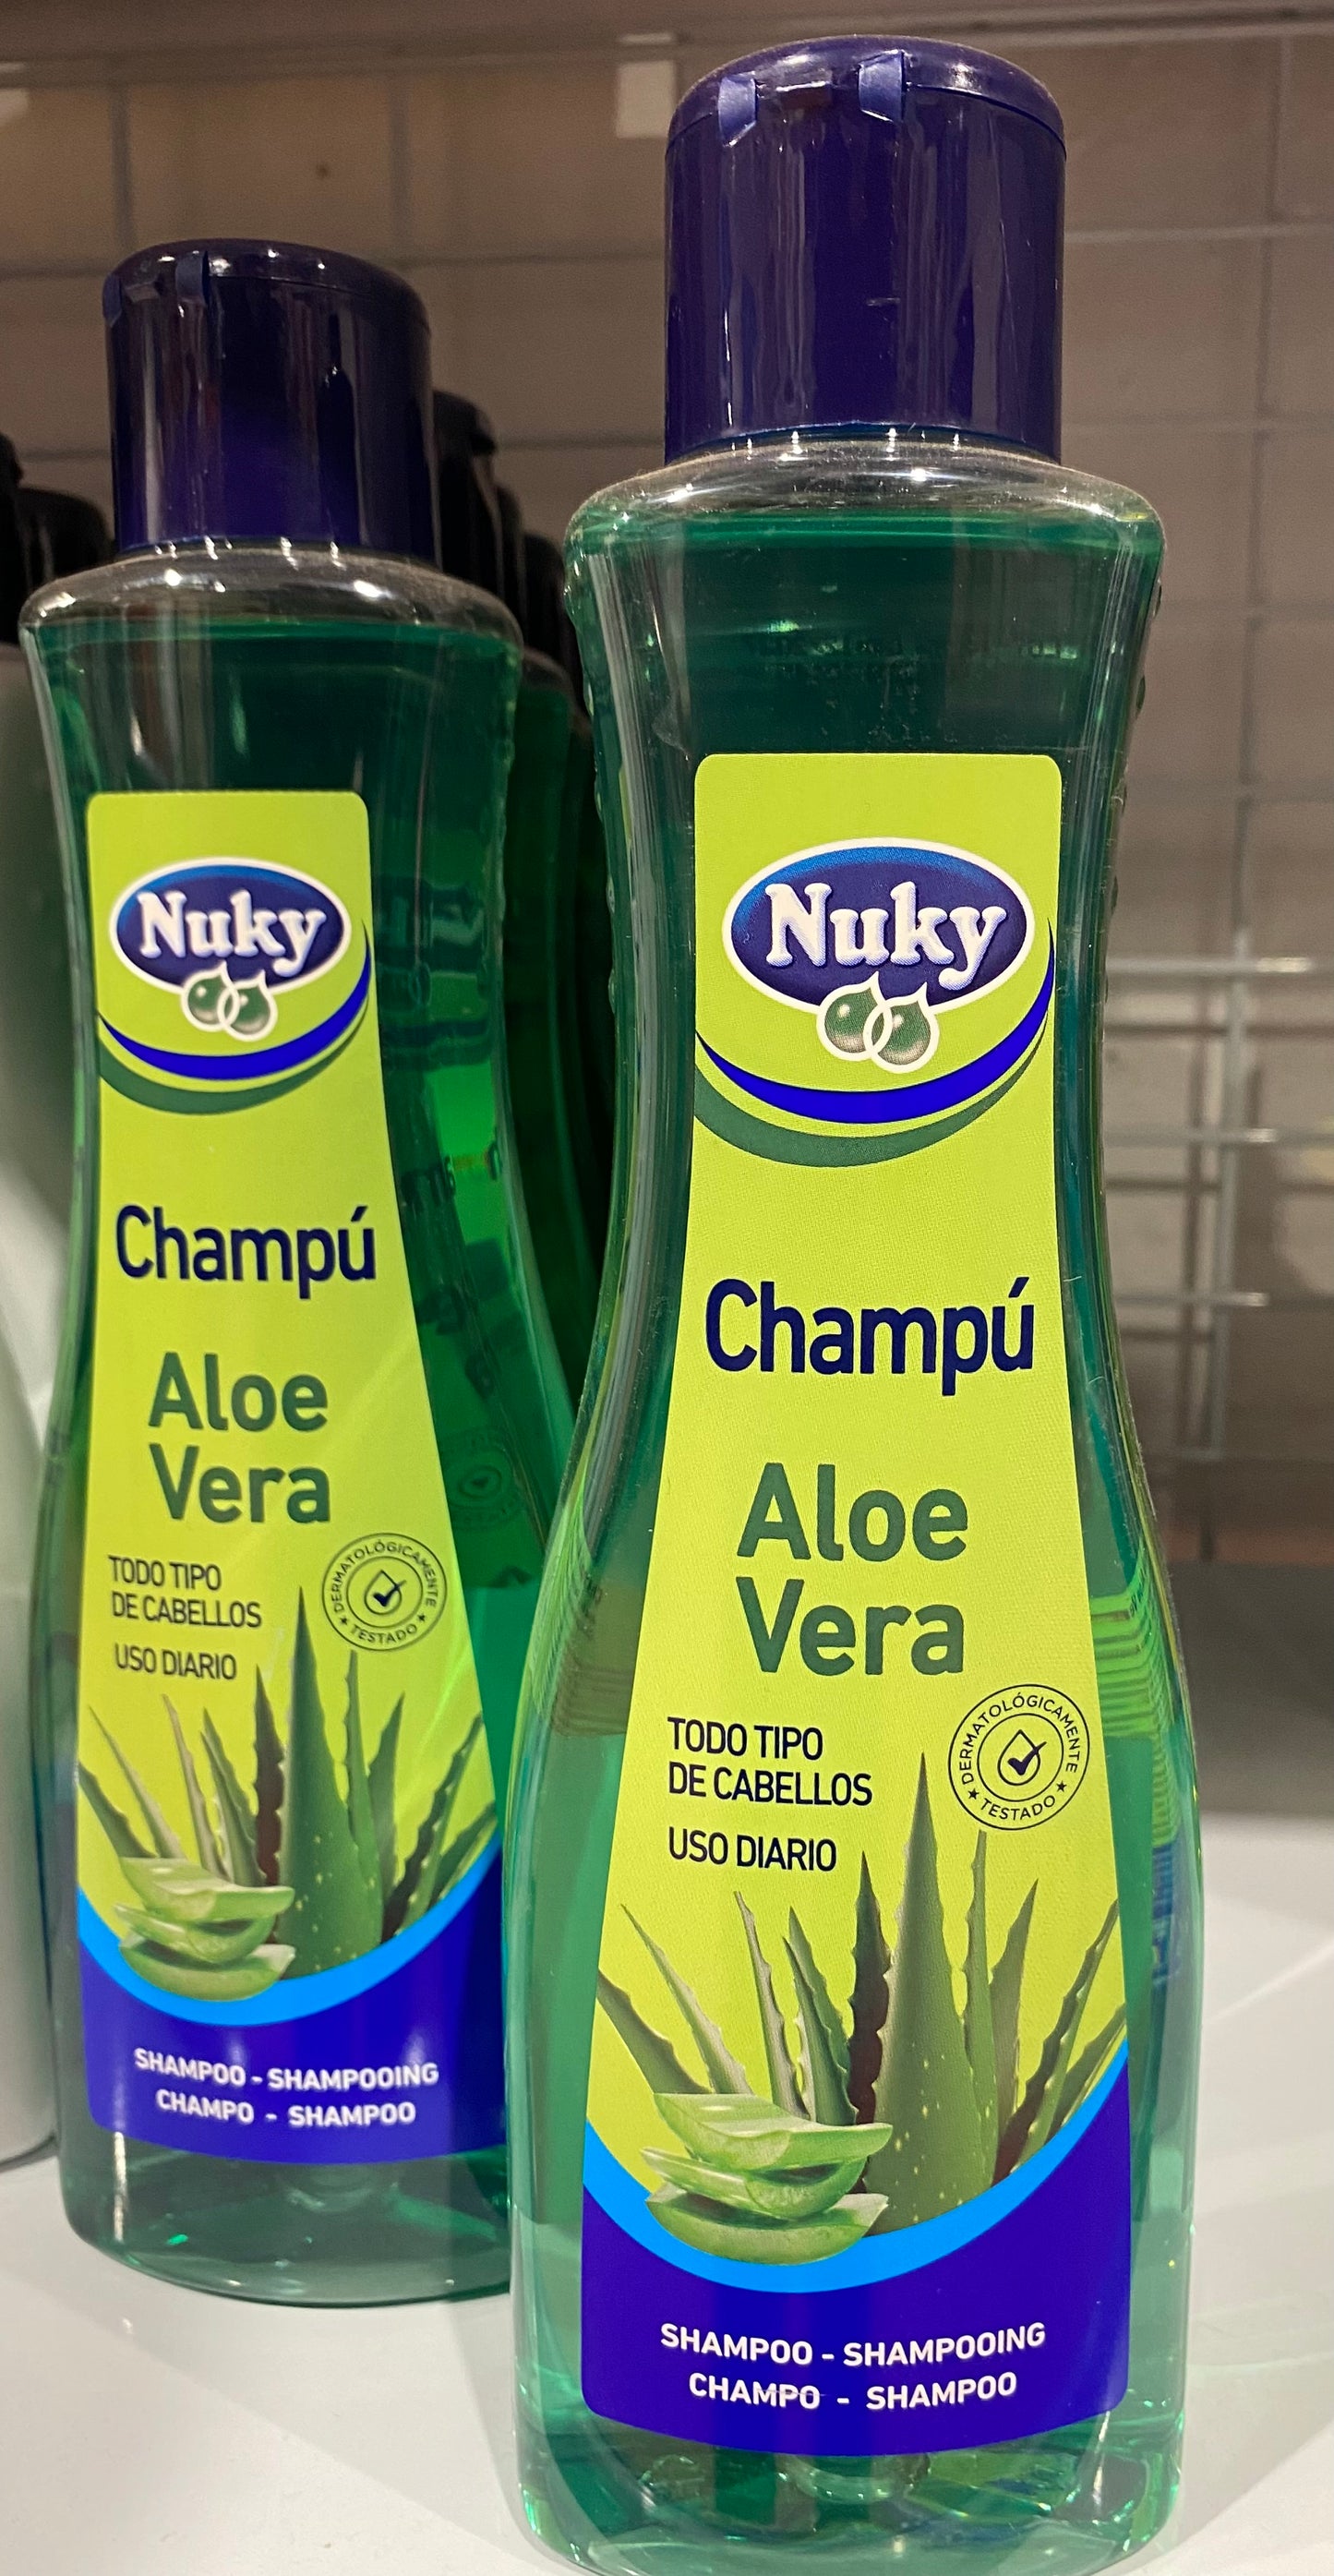 Nuky
Champú
Aloe
Vera
TODO TIPO
DE CABELLOS
USO DIARIO
DERMATOLÓGICAMENTE
★ TESTADO ★
SHAMPOO - SHAMPOOING
CHAMPO - SHAMPOO
Nuky
Champú
Aloe
Vera
TODO TIPO
DE CABELLOS
USO DIARIO
DERMATOLÓGICAMENTE
★ TESTADO ★
SHAMPOO - SHAMPOOING
CHAMPO - SHAMPOO